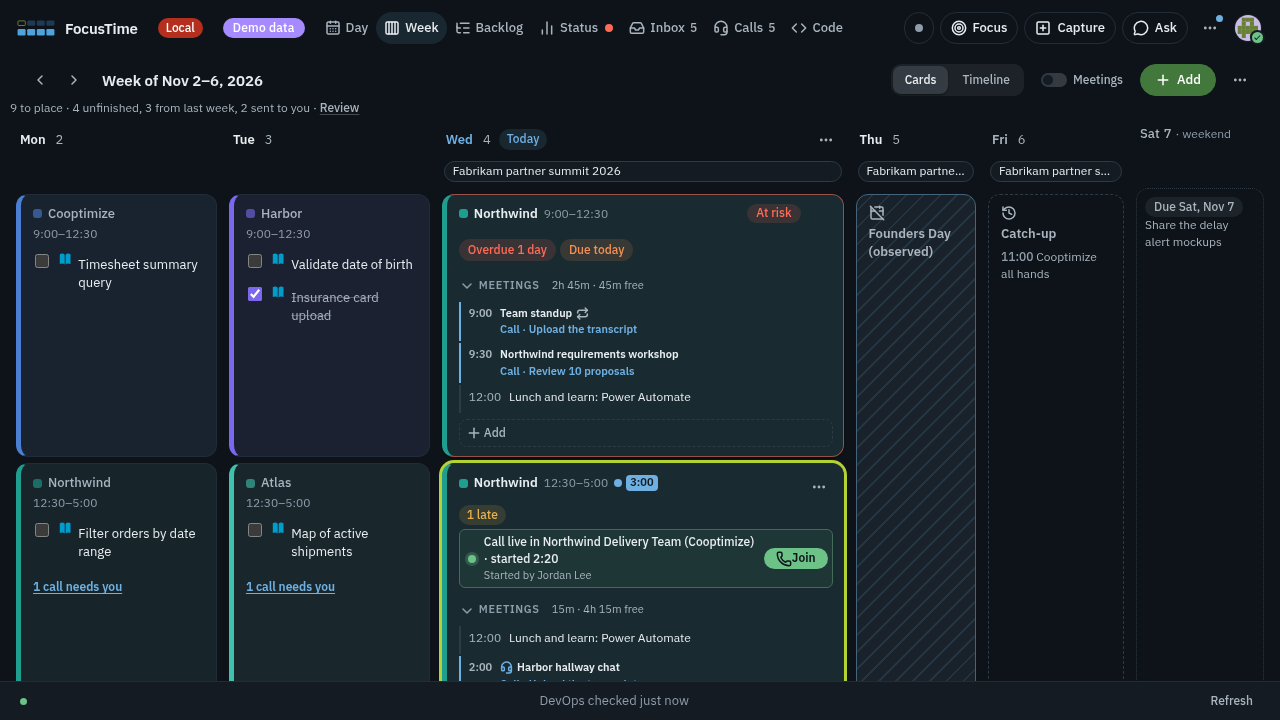 FocusTime
Local
Demo data
Day
Week
Backlog
Status
Inbox 5
Calls 5
Code
Focus
Capture
Ask
Week of Nov 2–6, 2026
Cards
Timeline
Meetings
Add
9 to place · 4 unfinished, 3 from last week, 2 sent to you · Review
Mon 2
Tue 3
Wed 4 Today
Thu 5
Fri 6
Sat 7 · weekend
Fabrikam partner summit 2026
Fabrikam partne...
Fabrikam partner s...
Cooptimize
9:00–12:30
Timesheet summary
query
Harbor
9:00–12:30
Validate date of birth
Insurance card
upload
Northwind 9:00–12:30
At risk
Overdue 1 day
Due today
MEETINGS 2h 45m · 45m free
9:00 Team standup
Call · Upload the transcript
9:30 Northwind requirements workshop
Call · Review 10 proposals
12:00 Lunch and learn: Power Automate
Add
Founders Day
(observed)
Catch-up
11:00 Cooptimize
all hands
Due Sat, Nov 7
Share the delay
alert mockups
Northwind
12:30–5:00
Filter orders by date
range
1 call needs you
Atlas
12:30–5:00
Map of active
shipments
1 call needs you
Northwind 12:30–5:00 3:00
1 late
Call live in Northwind Delivery Team (Cooptimize)
· started 2:20
Started by Jordan Lee
Join
MEETINGS 15m · 4h 15m free
12:00 Lunch and learn: Power Automate
2:00 Harbor hallway chat
DevOps checked just now
Refresh